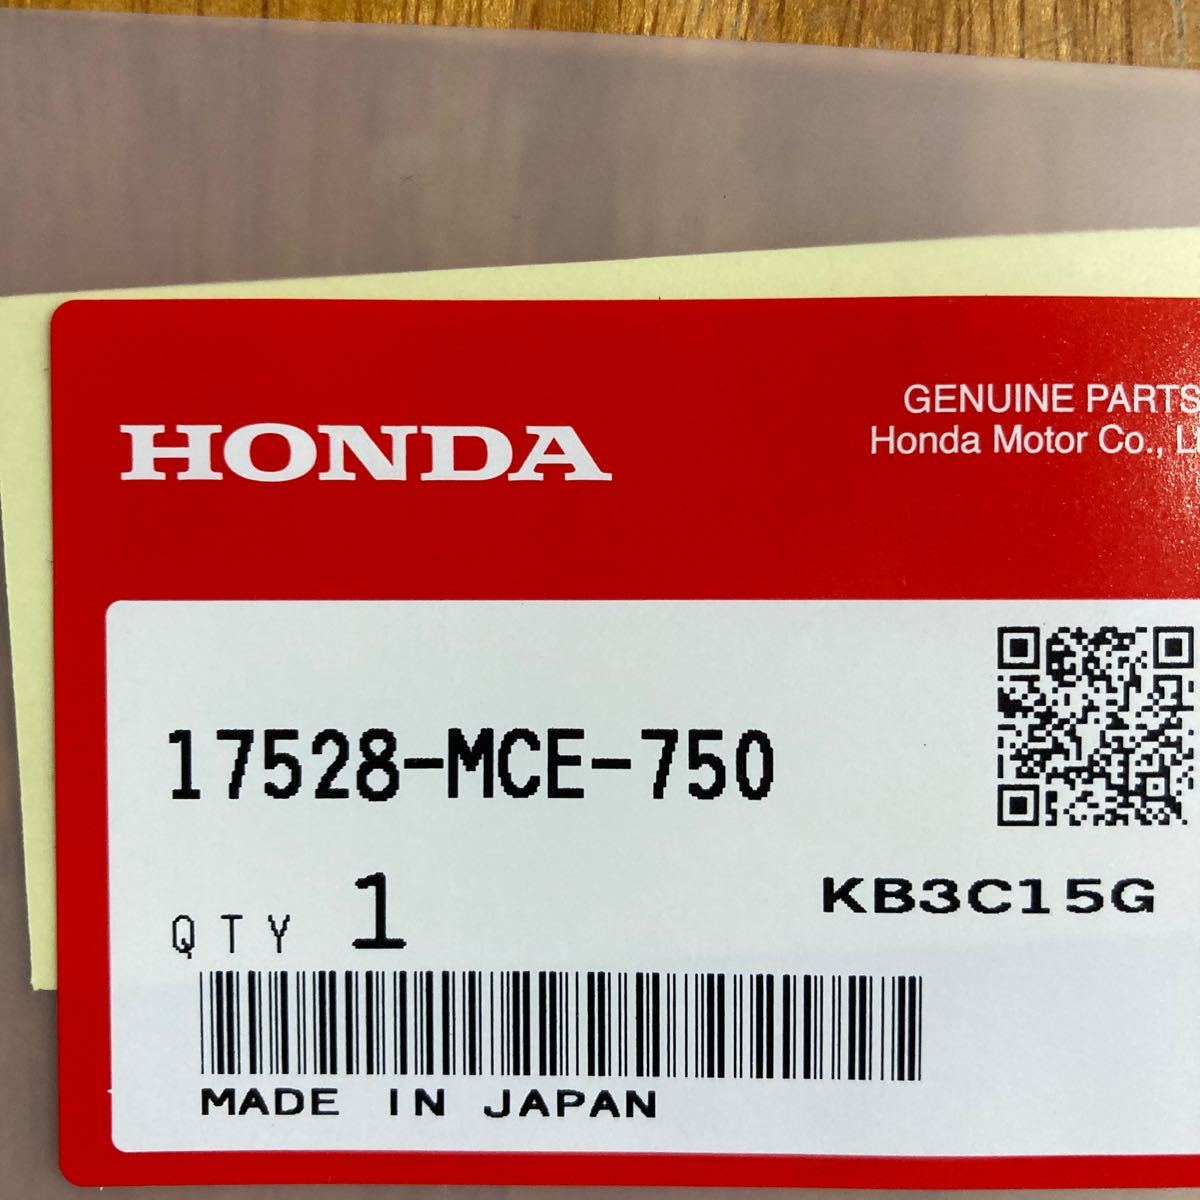 HONDA
GENUINE PARTS
Honda Motor Co.,
17528-MCE-750
QTY 1
KB3C15G
MADE IN JAPAN